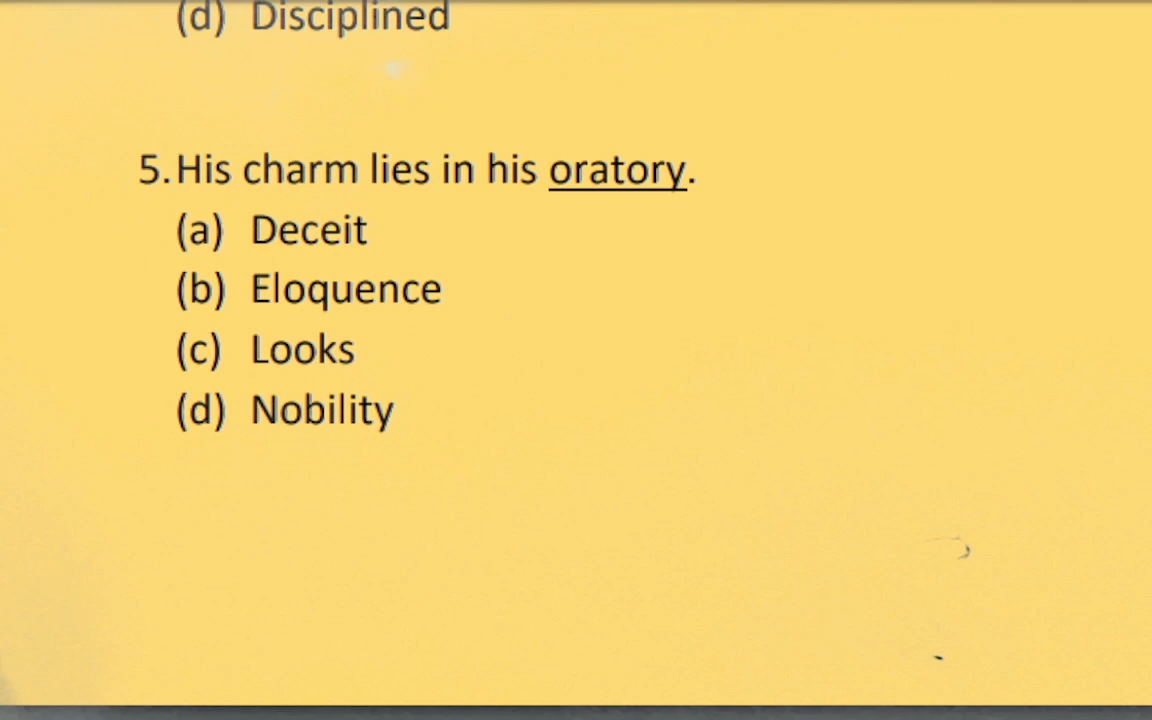 (d) Disciplined
5. His charm lies in his oratory.
(a) Deceit
(b) Eloquence
(c) Looks
(d) Nobility